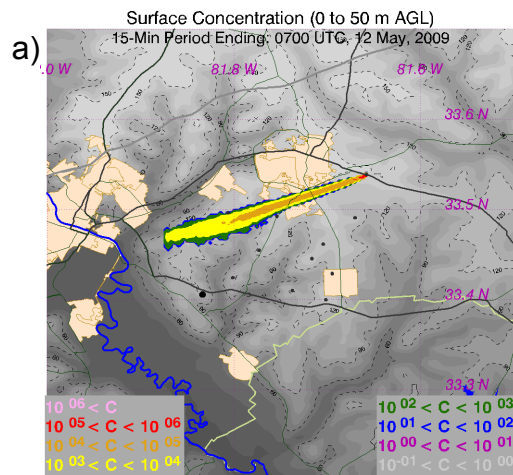 Surface Concentration (0 to 50 m AGL)
15-Min Period Ending: 0700 UTC, 12 May, 2009
a)
.0 W 81.8 W 81.6 W
33.6 N
33.5 N
33.4 N
33.3 N
10 06 < C
10 05 < C < 10 06
10 04 < C < 10 05
10 03 < C < 10 04
10 02 < C < 10 03
10 01 < C < 10 02
10 00 < C < 10 01
10 -01 < C < 10 00